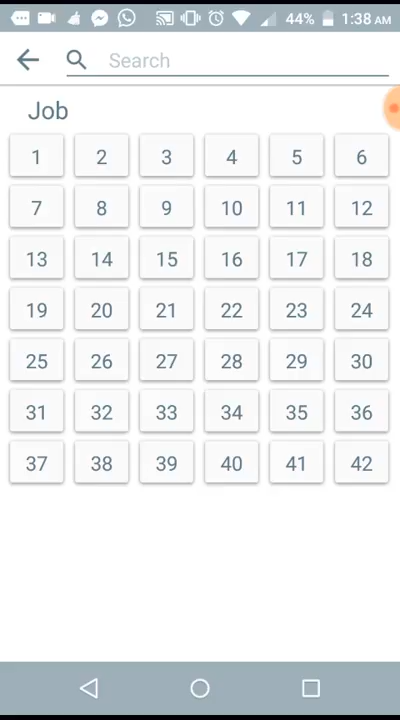 44% 1:38 AM
Search
Job
1 2 3 4 5 6
7 8 9 10 11 12
13 14 15 16 17 18
19 20 21 22 23 24
25 26 27 28 29 30
31 32 33 34 35 36
37 38 39 40 41 42